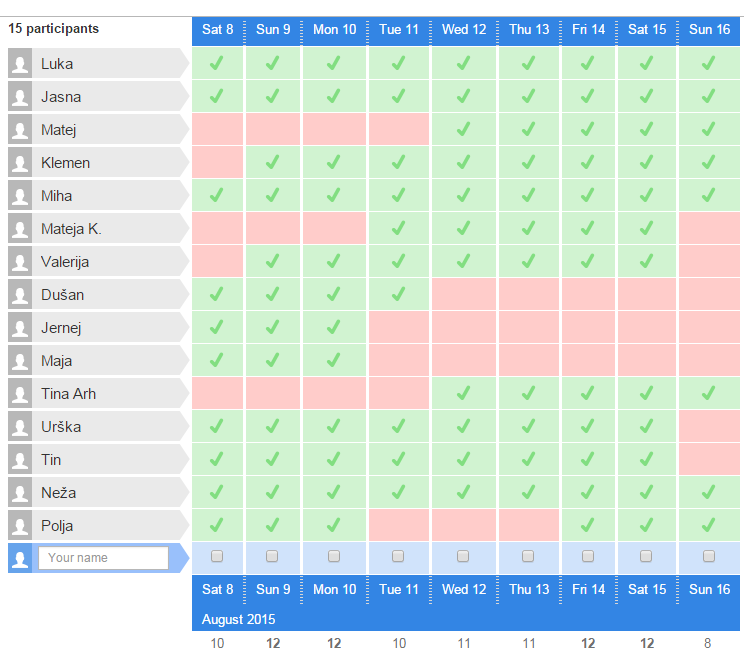 15 participants Sat 8 Sun 9 Mon 10 Tue 11 Wed 12 Thu 13 Fri 14 Sat 15 Sun 16
Luka
Jasna
Matej
Klemen
Miha
Mateja K.
Valerija
Dušan
Jernej
Maja
Tina Arh
Urška
Tin
Neža
Polja
Your name
Sat 8 Sun 9 Mon 10 Tue 11 Wed 12 Thu 13 Fri 14 Sat 15 Sun 16
August 2015
10 12 12 10 11 11 12 12 8